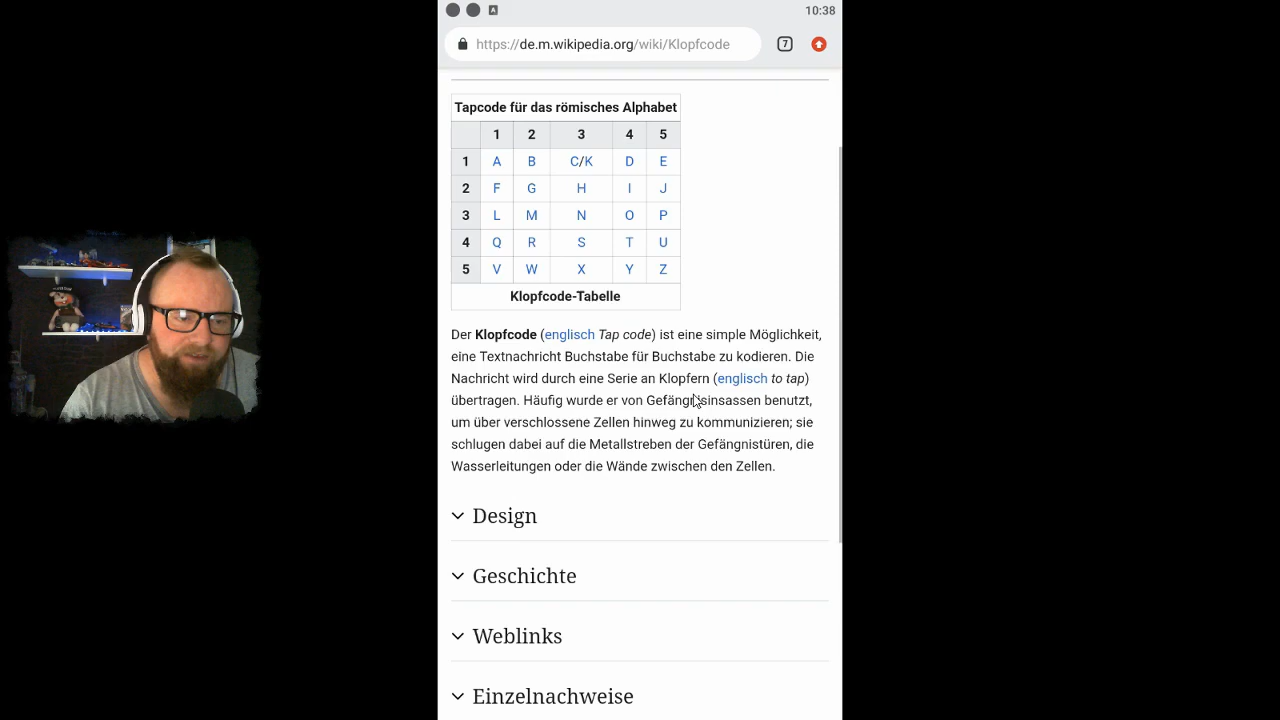 10:38
https://de.m.wikipedia.org/wiki/Klopfcode
7
Tapcode für das römisches Alphabet
1 2 3 4 5
1 A B C/K D E
2 F G H I J
3 L M N O P
4 Q R S T U
5 V W X Y Z
Klopfcode-Tabelle
Der Klopfcode (englisch Tap code) ist eine simple Möglichkeit,
eine Textnachricht Buchstabe für Buchstabe zu kodieren. Die
Nachricht wird durch eine Serie an Klopfern (englisch to tap)
übertragen. Häufig wurde er von Gefängnisinsassen benutzt,
um über verschlossene Zellen hinweg zu kommunizieren; sie
schlugen dabei auf die Metallstreben der Gefängnistüren, die
Wasserleitungen oder die Wände zwischen den Zellen.
Design
Geschichte
Weblinks
Einzelnachweise